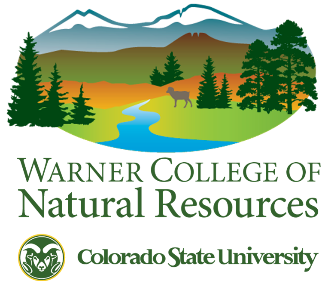 WARNER COLLEGE OF
Natural Resources
Colorado State University